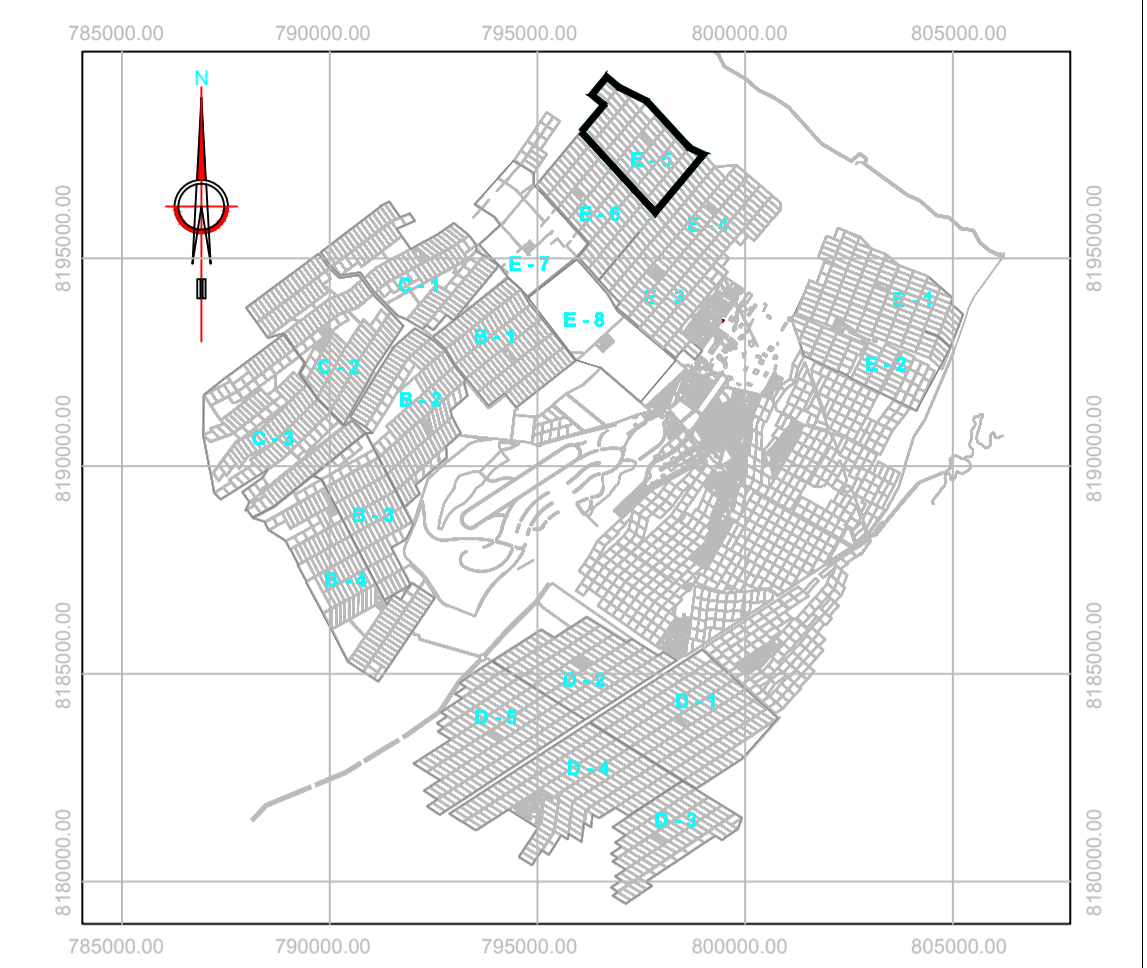 785000.00 790000.00 795000.00 800000.00 805000.00
N
E - 5
E - 6
E - 4
8195000.00
8195000.00
E - 7
C - 1
E - 3
E - 1
E - 8
B - 1
E - 2
C - 2
B - 2
C - 3
8190000.00
8190000.00
B - 3
B - 4
8185000.00
8185000.00
D - 2
D - 1
D - 5
D - 4
D - 3
8180000.00
8180000.00
785000.00 790000.00 795000.00 800000.00 805000.00